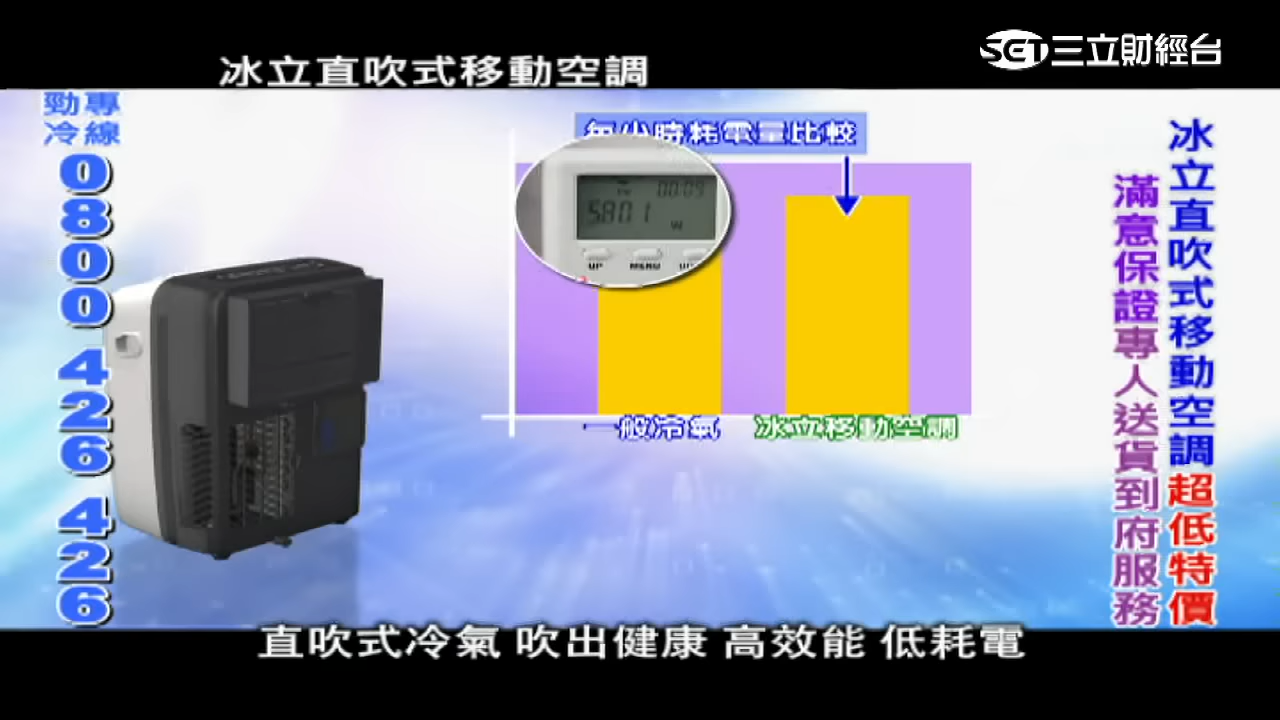 SET三立財經台
冰立直吹式移動空調
勁冷
專線
0800 426 426
每小時耗電量比較
00:09
5801
W
UP
MENU
一般冷氣
冰立移動空調
冰立直吹式移動空調超低特價
滿意保證專人送貨到府服務
直吹式冷氣 吹出健康 高效能 低耗電